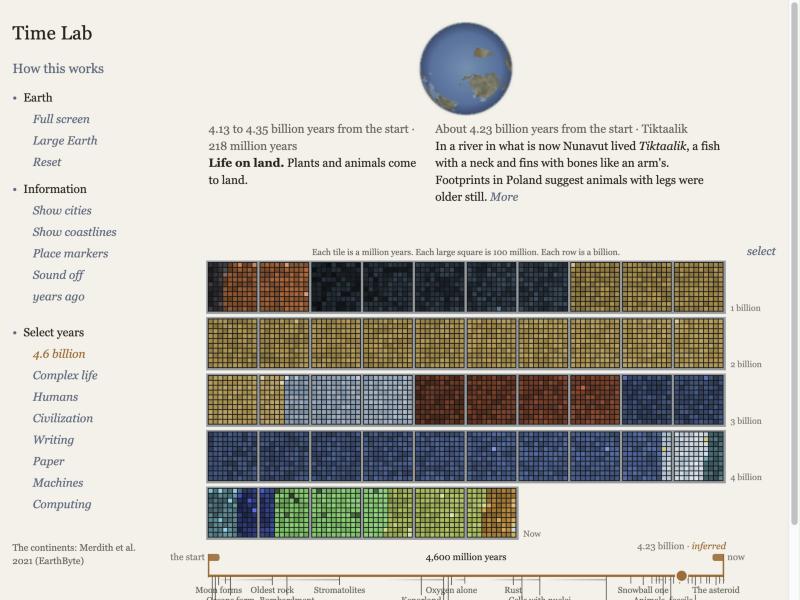 Time Lab
How this works
• Earth
Full screen
Large Earth
Reset
• Information
Show cities
Show coastlines
Place markers
Sound off
years ago
• Select years
4.6 billion
Complex life
Humans
Civilization
Writing
Paper
Machines
Computing
The continents: Merdith et al.
2021 (EarthByte)
4.13 to 4.35 billion years from the start ·
218 million years
Life on land. Plants and animals come
to land.
About 4.23 billion years from the start · Tiktaalik
In a river in what is now Nunavut lived Tiktaalik, a fish
with a neck and fins with bones like an arm's.
Footprints in Poland suggest animals with legs were
older still. More
Each tile is a million years. Each large square is 100 million. Each row is a billion.
select
1 billion
2 billion
3 billion
4 billion
Now
4.23 billion · inferred
the start
4,600 million years
now
Moon forms
Oldest rock
Stromatolites
Oxygen alone
Rust
Snowball one
The asteroid